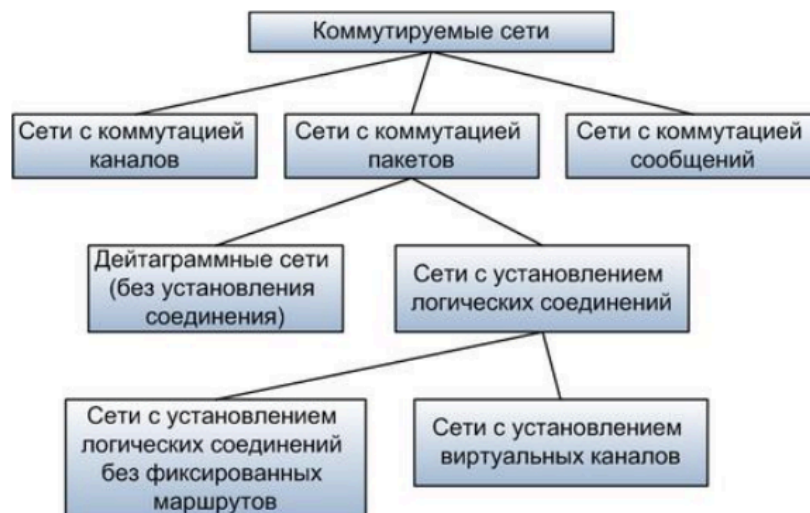 Коммутируемые сети
Сети с коммутацией
каналов
Сети с коммутацией
пакетов
Сети с коммутацией
сообщений
Дейтаграммные сети
(без установления
соединения)
Сети с установлением
логических соединений
Сети с установлением
логических соединений
без фиксированных
маршрутов
Сети с установлением
виртуальных каналов